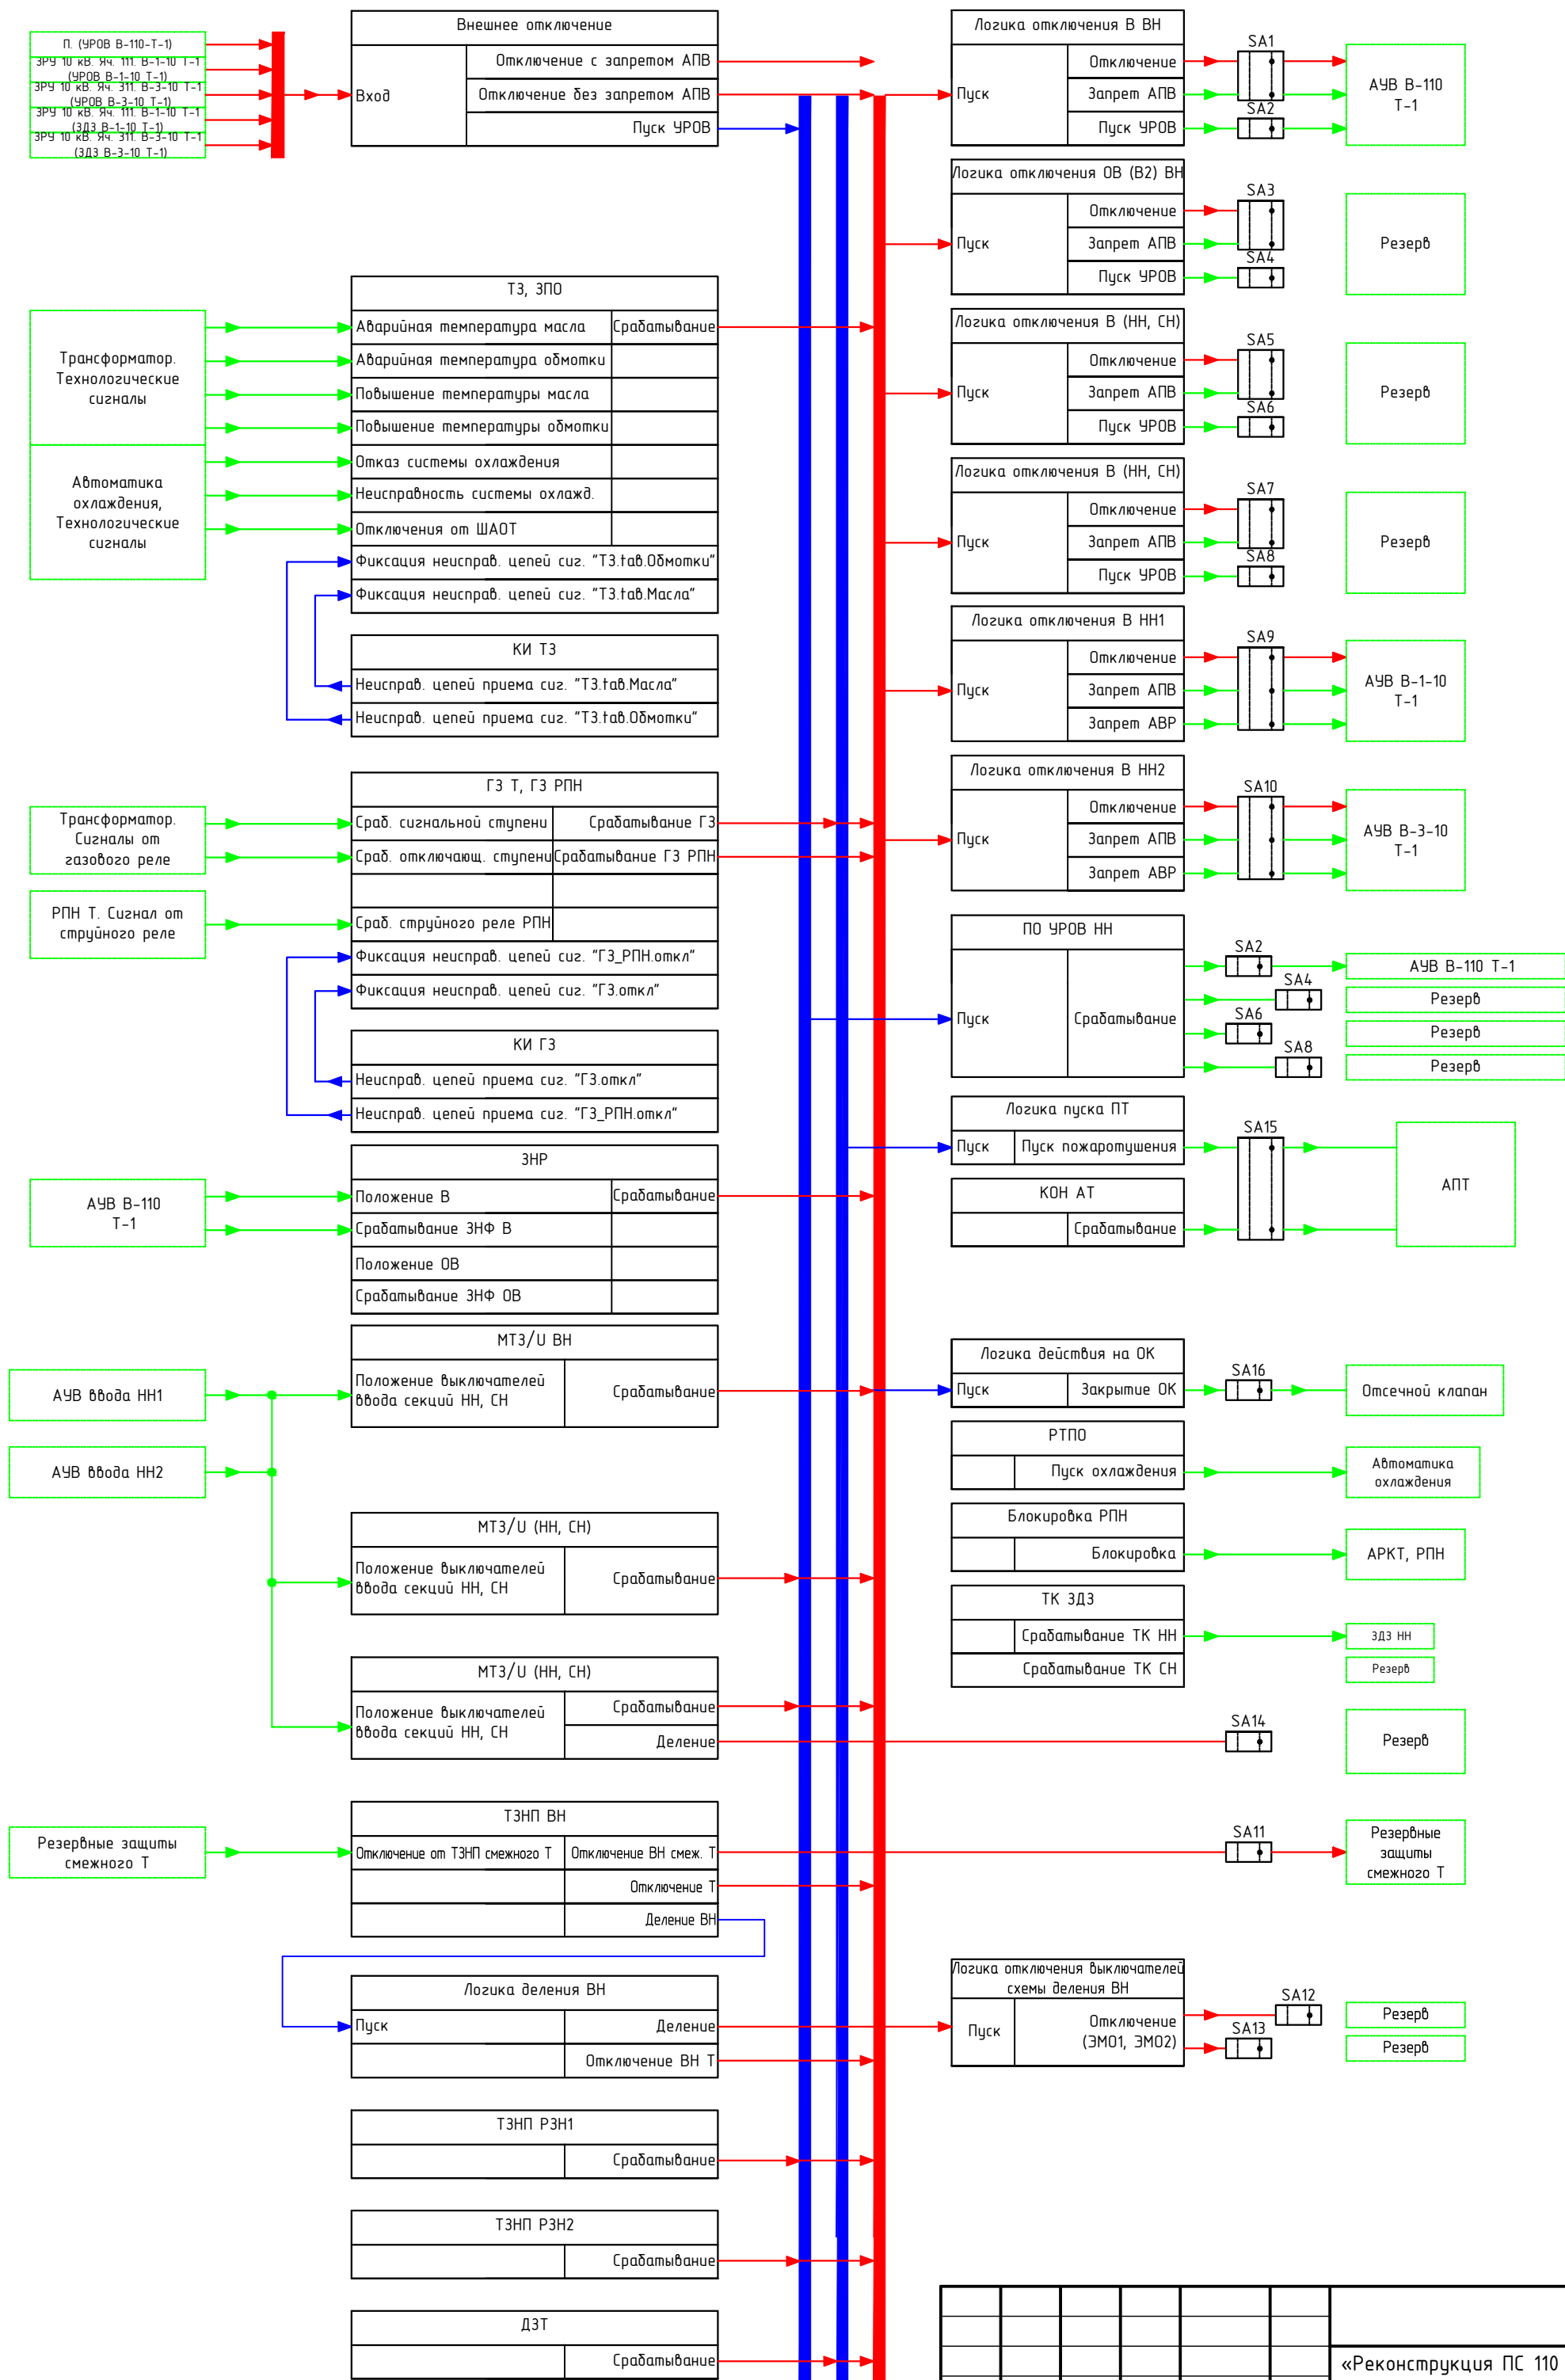 П. (УРОВ В-110-Т-1)
ЗРУ 10 кВ. Яч. 111. В-1-10 Т-1
(УРОВ В-1-10 Т-1)
ЗРУ 10 кВ. Яч. 311. В-3-10 Т-1
(УРОВ В-3-10 Т-1)
ЗРУ 10 кВ. Яч. 111. В-1-10 Т-1
(ЗДЗ В-1-10 Т-1)
ЗРУ 10 кВ. Яч. 311. В-3-10 Т-1
(ЗДЗ В-3-10 Т-1)
Внешнее отключение
Вход
Отключение с запретом АПВ
Отключение без запретом АПВ
Пуск УРОВ
Трансформатор.
Технологические
сигналы
Автоматика
охлаждения,
Технологические
сигналы
ТЗ, ЗПО
Аварийная температура масла
Срабатывание
Аварийная температура обмотки
Повышение температуры масла
Повышение температуры обмотки
Отказ системы охлаждения
Неисправность системы охлажд.
Отключения от ШАОТ
Фиксация неисправ. цепей сиг. "ТЗ.tав.Обмотки"
Фиксация неисправ. цепей сиг. "ТЗ.tав.Масла"
КИ ТЗ
Неисправ. цепей приема сиг. "ТЗ.tав.Масла"
Неисправ. цепей приема сиг. "ТЗ.tав.Обмотки"
Трансформатор.
Сигналы от
газового реле
РПН Т. Сигнал от
струйного реле
ГЗ Т, ГЗ РПН
Сраб. сигнальной ступени
Срабатывание ГЗ
Сраб. отключающ. ступени
Срабатывание ГЗ РПН
Сраб. струйного реле РПН
Фиксация неисправ. цепей сиг. "ГЗ_РПН.откл"
Фиксация неисправ. цепей сиг. "ГЗ.откл"
КИ ГЗ
Неисправ. цепей приема сиг. "ГЗ.откл"
Неисправ. цепей приема сиг. "ГЗ_РПН.откл"
АУВ В-110
Т-1
ЗНР
Положение В
Срабатывание
Срабатывание ЗНФ В
Положение ОВ
Срабатывание ЗНФ ОВ
АУВ ввода НН1
АУВ ввода НН2
МТЗ/U ВН
Положение выключателей
ввода секций НН, СН
Срабатывание
МТЗ/U (НН, СН)
Положение выключателей
ввода секций НН, СН
Срабатывание
МТЗ/U (НН, СН)
Положение выключателей
ввода секций НН, СН
Срабатывание
Деление
Резервные защиты
смежного Т
ТЗНП ВН
Отключение от ТЗНП смежного Т
Отключение ВН смеж. Т
Отключение Т
Деление ВН
Логика деления ВН
Пуск
Деление
Отключение ВН Т
ТЗНП РЗН1
Срабатывание
ТЗНП РЗН2
Срабатывание
ДЗТ
Срабатывание
Логика отключения В ВН
Пуск
Отключение
Запрет АПВ
Пуск УРОВ
SA1
SA2
АУВ В-110
Т-1
Логика отключения ОВ (В2) ВН
Пуск
Отключение
Запрет АПВ
Пуск УРОВ
SA3
SA4
Резерв
Логика отключения В (НН, СН)
Пуск
Отключение
Запрет АПВ
Пуск УРОВ
SA5
SA6
Резерв
Логика отключения В (НН, СН)
Пуск
Отключение
Запрет АПВ
Пуск УРОВ
SA7
SA8
Резерв
Логика отключения В НН1
Пуск
Отключение
Запрет АПВ
Запрет АВР
SA9
АУВ В-1-10
Т-1
Логика отключения В НН2
Пуск
Отключение
Запрет АПВ
Запрет АВР
SA10
АУВ В-3-10
Т-1
ПО УРОВ НН
Пуск
Срабатывание
SA2
АУВ В-110 Т-1
SA4
Резерв
SA6
Резерв
SA8
Резерв
Логика пуска ПТ
Пуск
Пуск пожаротушения
SA15
АПТ
КОН АТ
Срабатывание
Логика действия на ОК
Пуск
Закрытие ОК
SA16
Отсечной клапан
РТПО
Пуск охлаждения
Автоматика
охлаждения
Блокировка РПН
Блокировка
АРКТ, РПН
ТК ЗДЗ
Срабатывание ТК НН
ЗДЗ НН
Срабатывание ТК СН
Резерв
SA14
Резерв
SA11
Резервные
защиты
смежного Т
Логика отключения выключателей
схемы деления ВН
Пуск
Отключение
(ЭМО1, ЭМО2)
SA12
Резерв
SA13
Резерв
«Реконструкция ПС 110